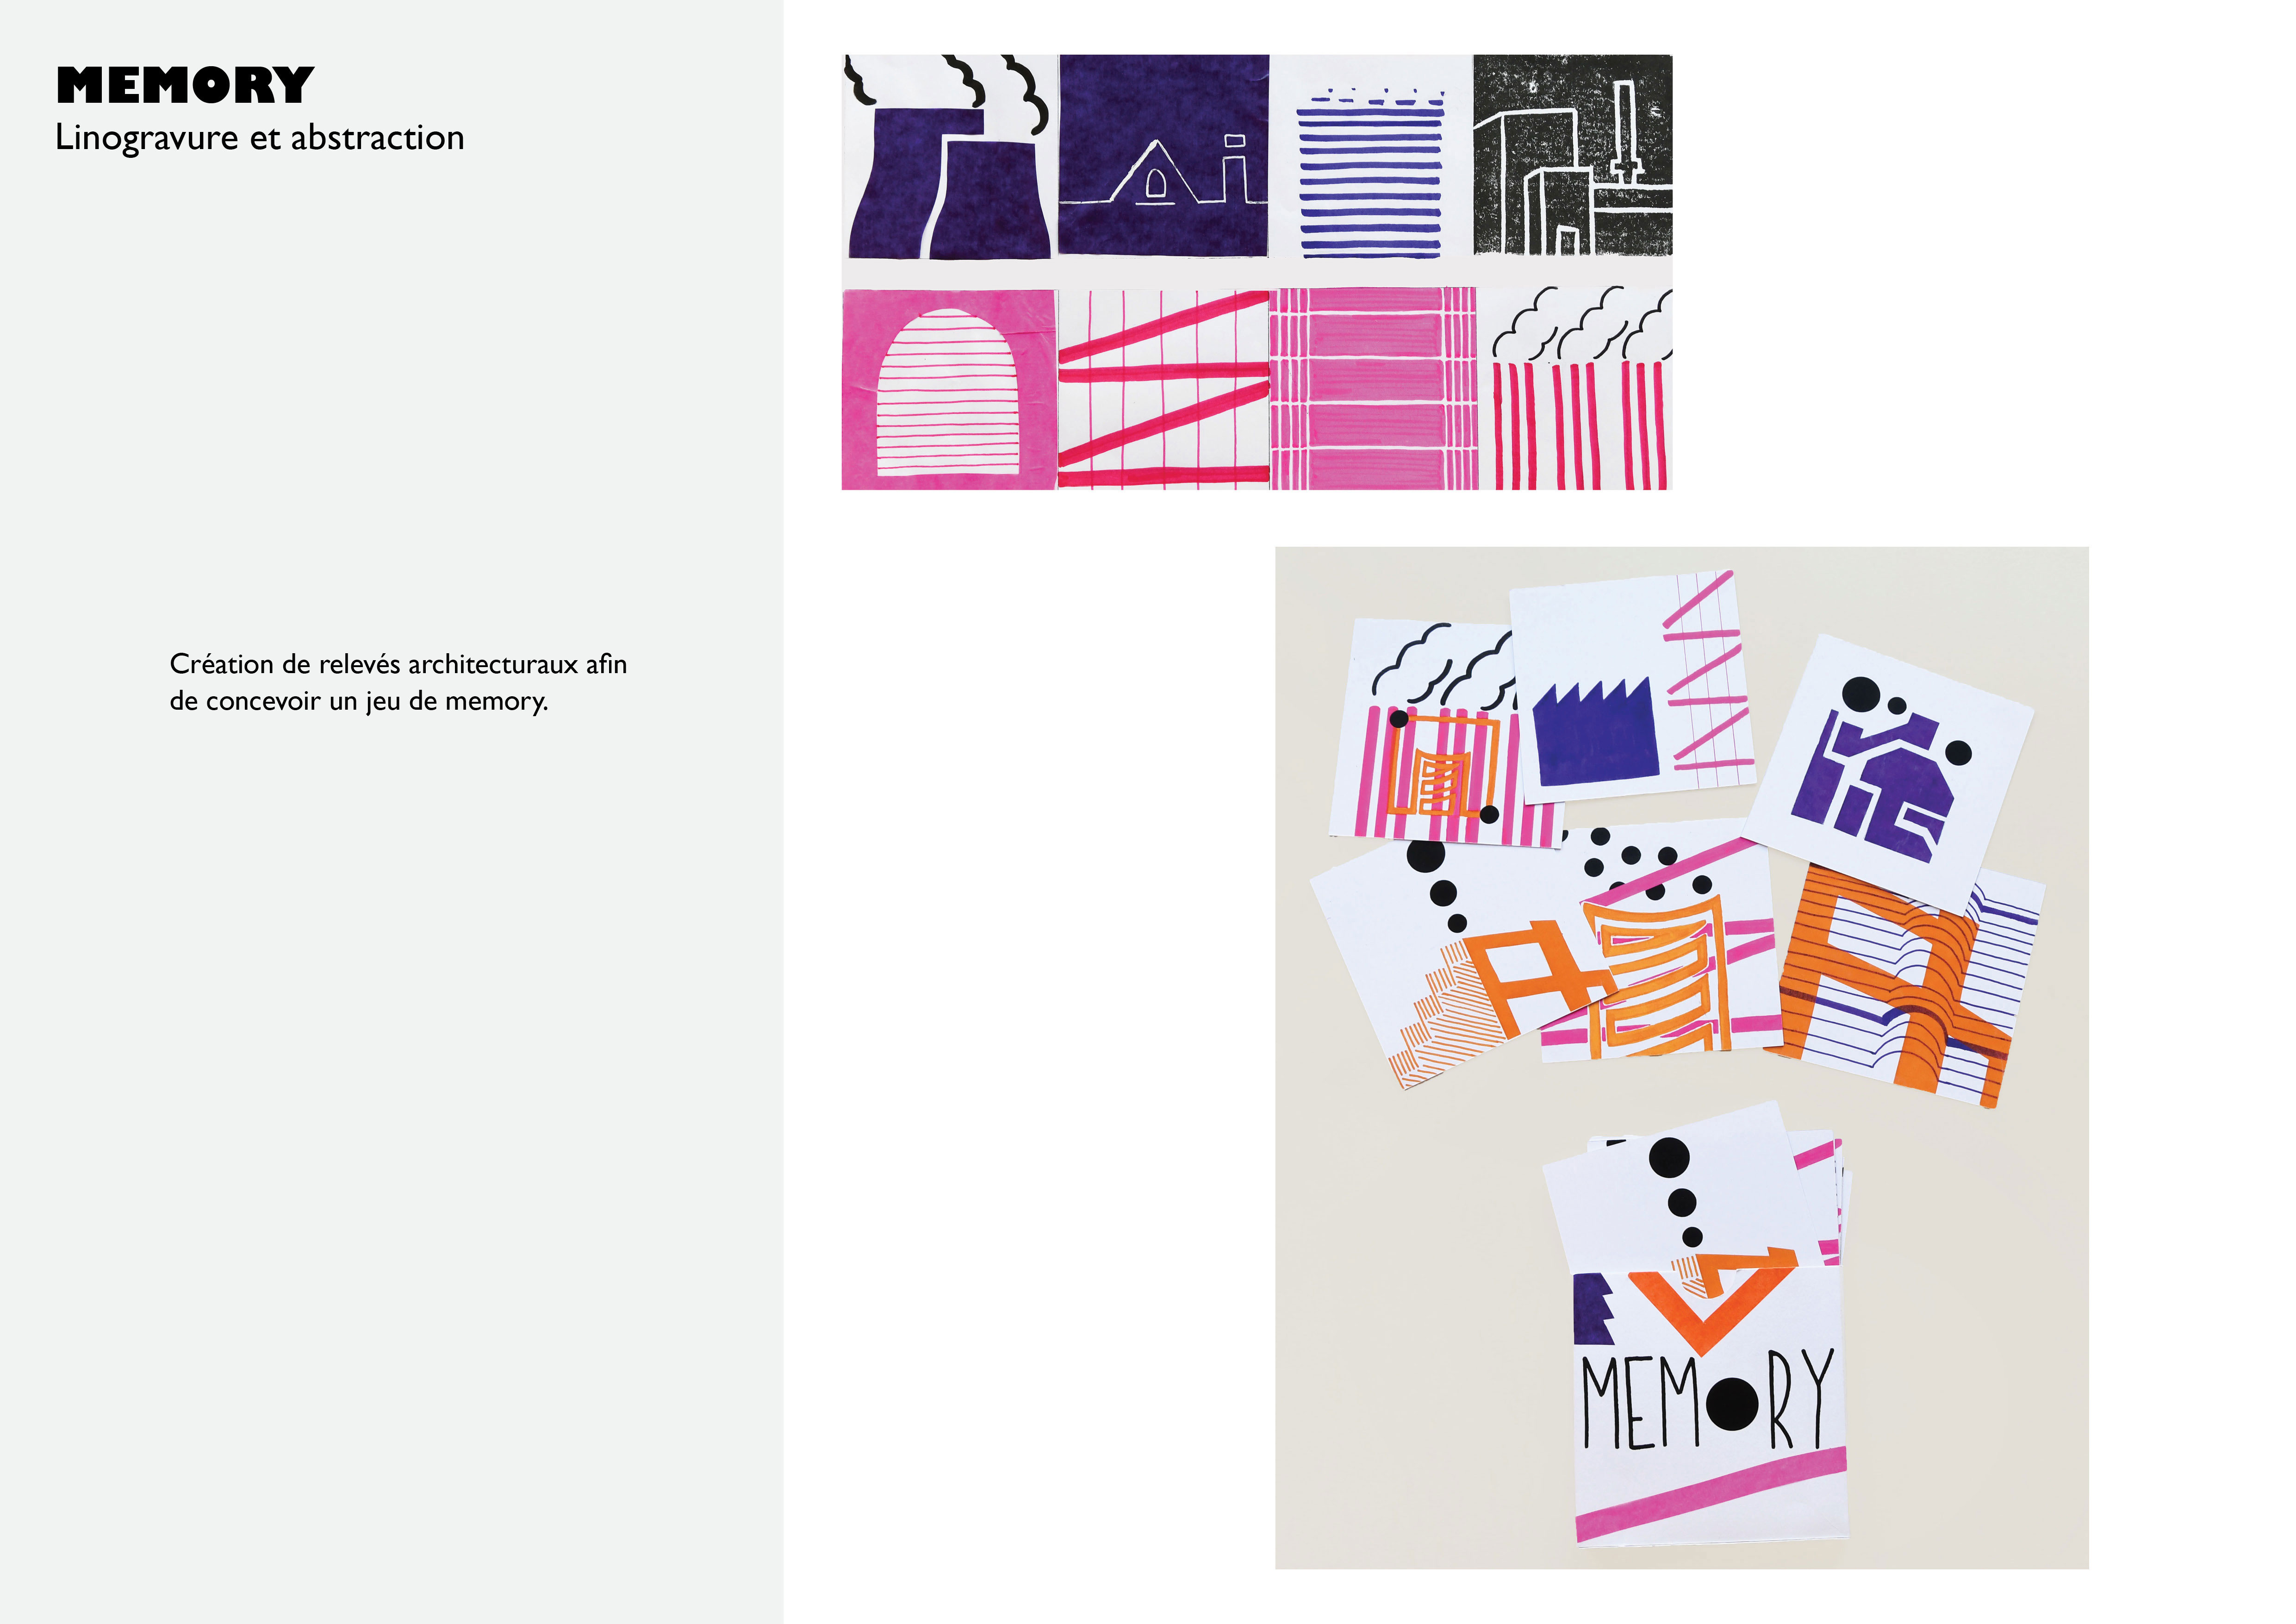 MEMORY
Linogravure et abstraction
Création de relevés architecturaux afin
de concevoir un jeu de memory.
MEMORY